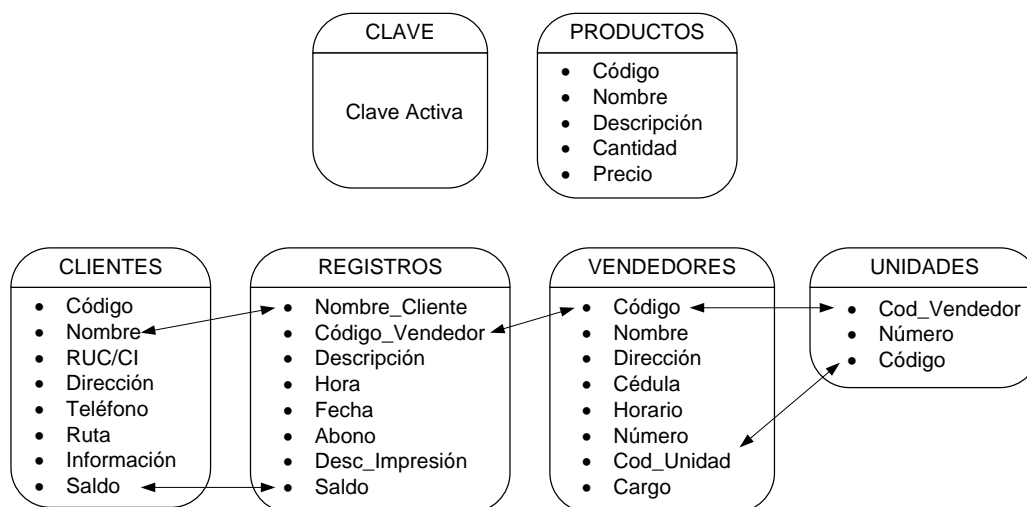 CLAVE
Clave Activa
PRODUCTOS
• Código
• Nombre
• Descripción
• Cantidad
• Precio
CLIENTES
• Código
• Nombre
• RUC/CI
• Dirección
• Teléfono
• Ruta
• Información
• Saldo
REGISTROS
• Nombre_Cliente
• Código_Vendedor
• Descripción
• Hora
• Fecha
• Abono
• Desc_Impresión
• Saldo
VENDEDORES
• Código
• Nombre
• Dirección
• Cédula
• Horario
• Número
• Cod_Unidad
• Cargo
UNIDADES
• Cod_Vendedor
• Número
• Código